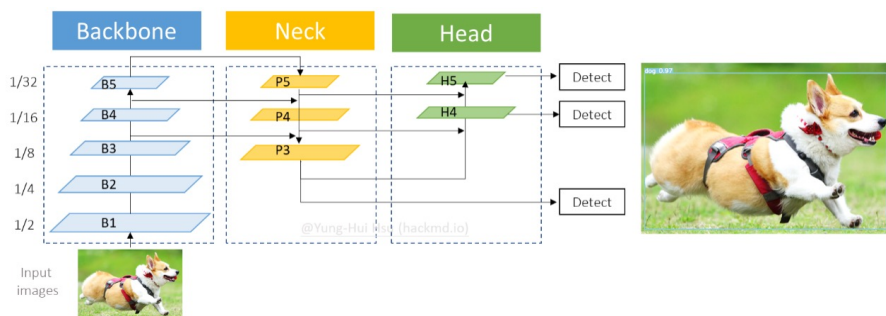 Backbone
Neck
Head
1/32
B5
P5
H5
Detect
1/16
B4
P4
H4
Detect
1/8
B3
P3
1/4
B2
Detect
1/2
B1
@Yung-Hui Hsu (hackmd.io)
Input
images
dog 0.97